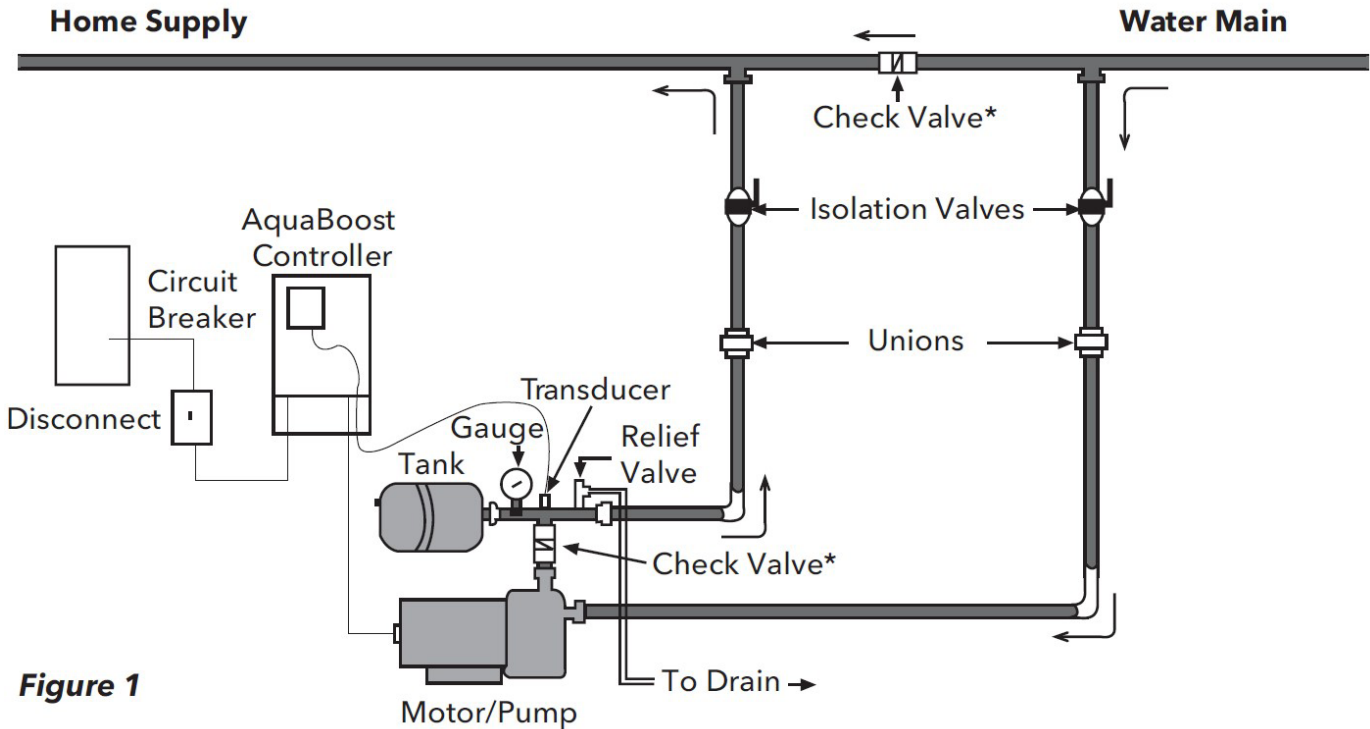 Home Supply
Water Main
Check Valve*
Isolation Valves
AquaBoost
Controller
Circuit
Breaker
Unions
Disconnect
Transducer
Gauge
Relief
Valve
Tank
Check Valve*
To Drain
Figure 1
Motor/Pump